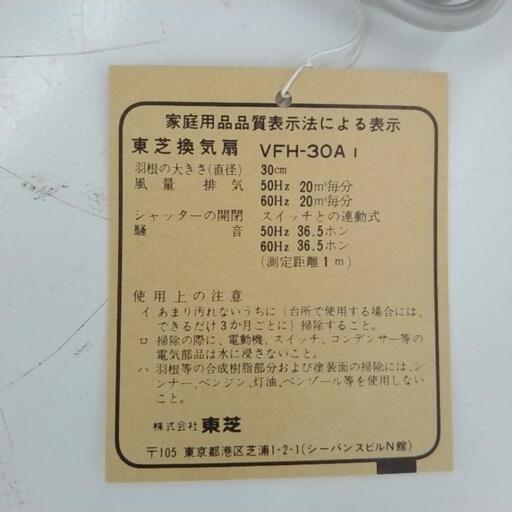 家庭用品品質表示法による表示
東芝換気扇 VFH-30A1
羽根の大きさ(直径) 30cm
風量 排気 50Hz 20m³毎分
60Hz 20m³毎分
シャッターの開閉 スイッチとの連動式
騒音 50Hz 36.5ホン
60Hz 36.5ホン
(測定距離1m)
使用上の注意
イ あまり汚れないうちに(台所で使用する場合には、
できるだけ3か月ごとに)掃除すること。
ロ 掃除の際に、電動機、スイッチ、コンデンサー等の
電気部品は水に浸さないこと。
ハ 羽根等の合成樹脂部分および塗装面の掃除には、シ
ンナー、ベンジン、灯油、ベンゾール等を使用しない
こと。
株式会社 東芝
〒105 東京都港区芝浦1-2-1(シーバンスビルN館)